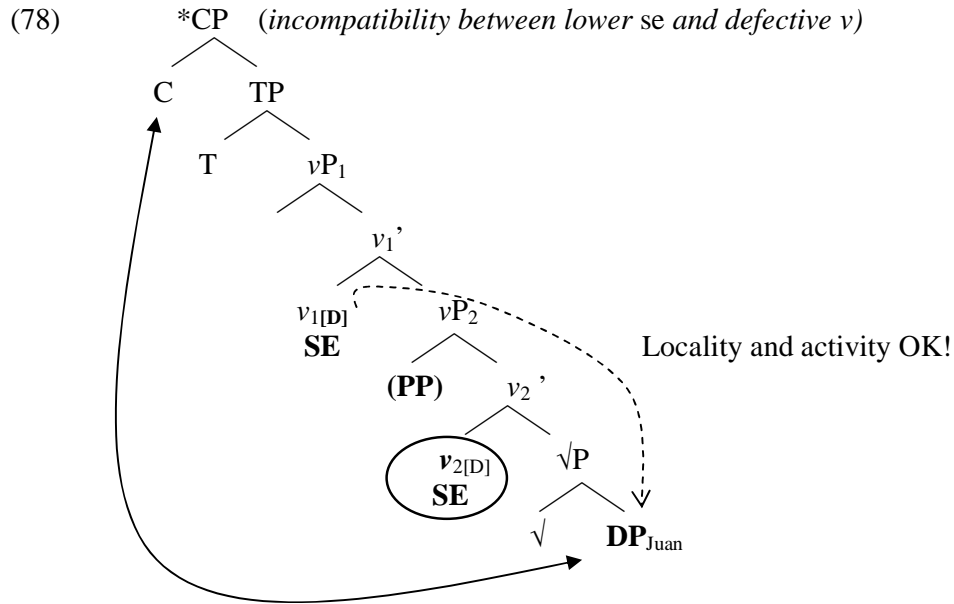 (78) *CP (incompatibility between lower se and defective v)
C TP
T vP₁
v₁’
v₁[D] vP₂
SE Locality and activity OK!
(PP) v₂’
v₂[D] √P
SE
√ DP_Juan